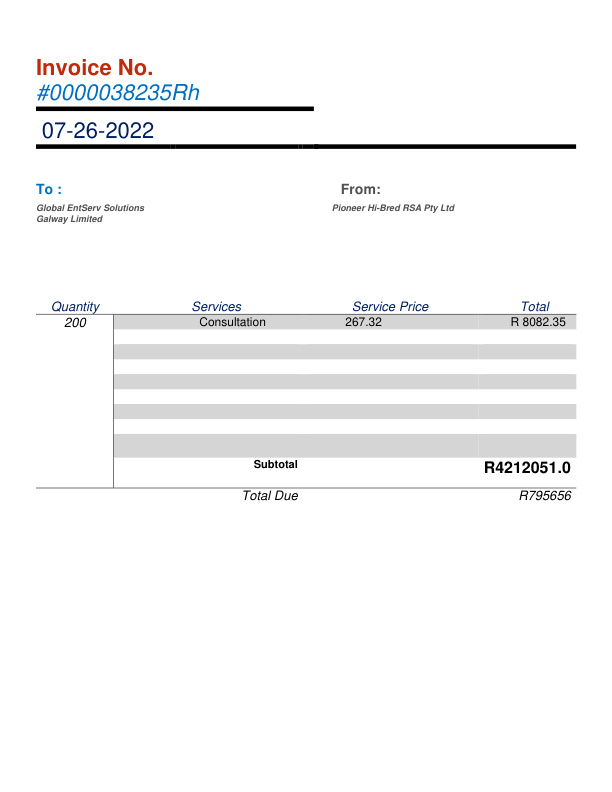 Invoice No.
#0000038235Rh
07-26-2022
To : From:
Global EntServ Solutions Pioneer Hi-Bred RSA Pty Ltd
Galway Limited
Quantity Services Service Price Total
200 Consultation 267.32 R 8082.35
Subtotal R4212051.0
Total Due R795656